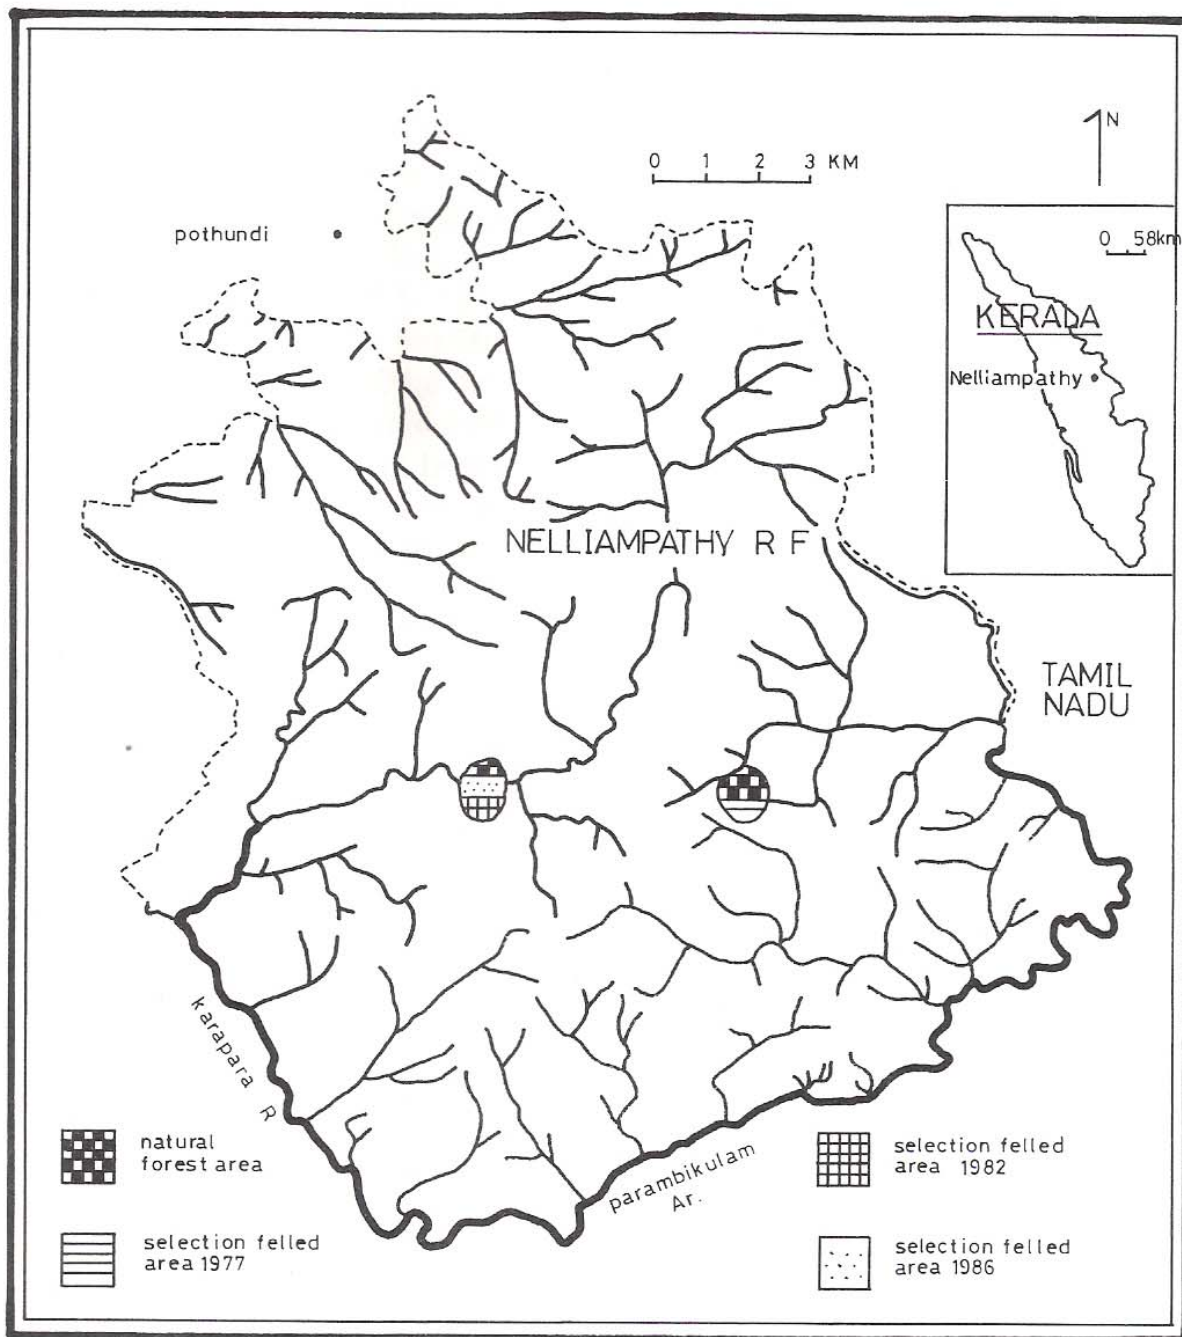 N
0 1 2 3 KM
pothundi
0 58km
KERALA
Nelliampathy
NELLIAMPATHY R F
TAMIL
NADU
karapara R
parambikulam
Ar.
natural
forest area
selection felled
area 1982
selection felled
area 1977
selection felled
area 1986